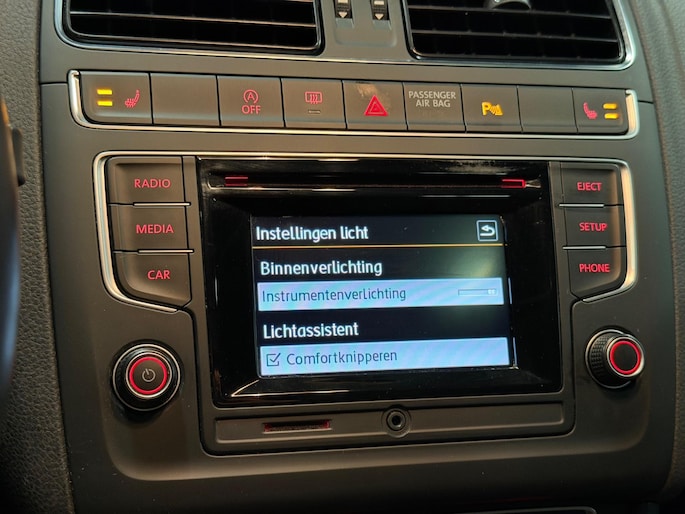 A OFF
PASSENGER
AIR BAG
P
RADIO
EJECT
MEDIA
SETUP
CAR
PHONE
Instellingen licht
Binnenverlichting
Instrumentenverlichting
Lichtassistent
Comfortknipperen